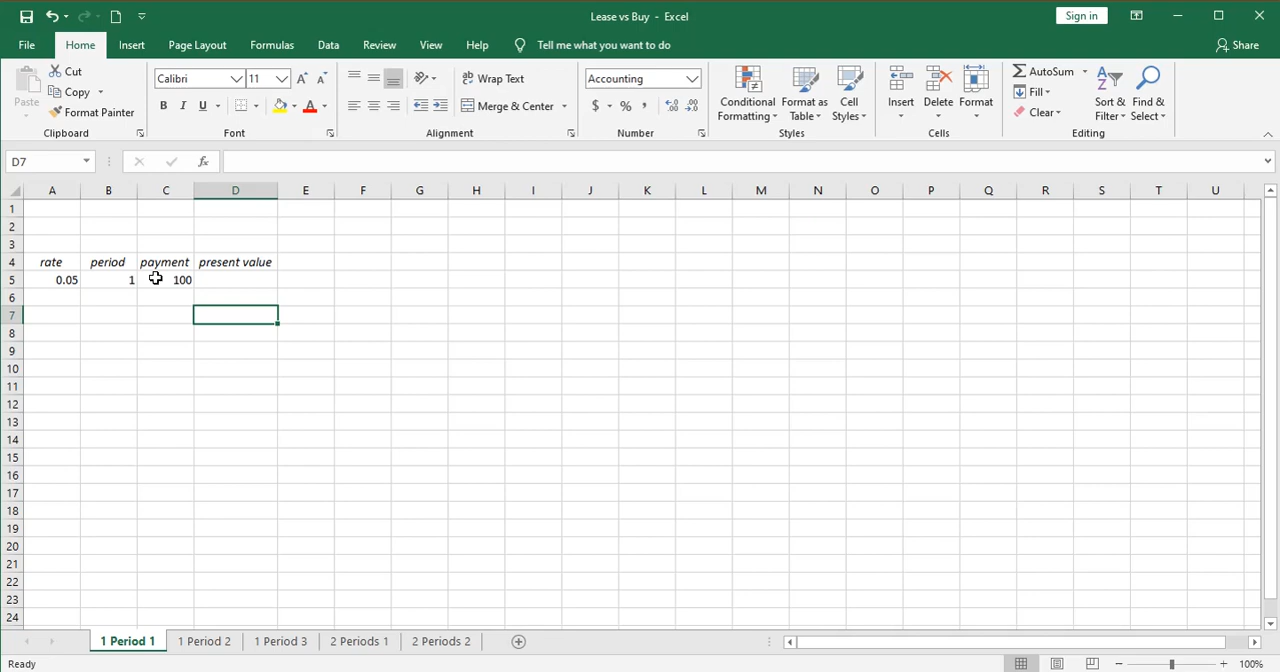 Lease vs Buy - Excel
Sign in
File Home Insert Page Layout Formulas Data Review View Help Tell me what you want to do Share
Paste Cut Copy Format Painter Clipboard
Calibri 11 A A B I U A Font
ab Wrap Text Merge & Center Alignment
Accounting $ % , Number
Conditional Formatting Format as Table Cell Styles Styles
Insert Delete Format Cells
AutoSum Fill Clear Sort & Filter Find & Select Editing
D7 fx
A B C D E F G H I J K L M N O P Q R S T U
1
2
3
4 rate period payment present value
5 0.05 1 100
6
7
8
9
10
11
12
13
14
15
16
17
18
19
20
21
22
23
24
1 Period 1 1 Period 2 1 Period 3 2 Periods 1 2 Periods 2
Ready 100%